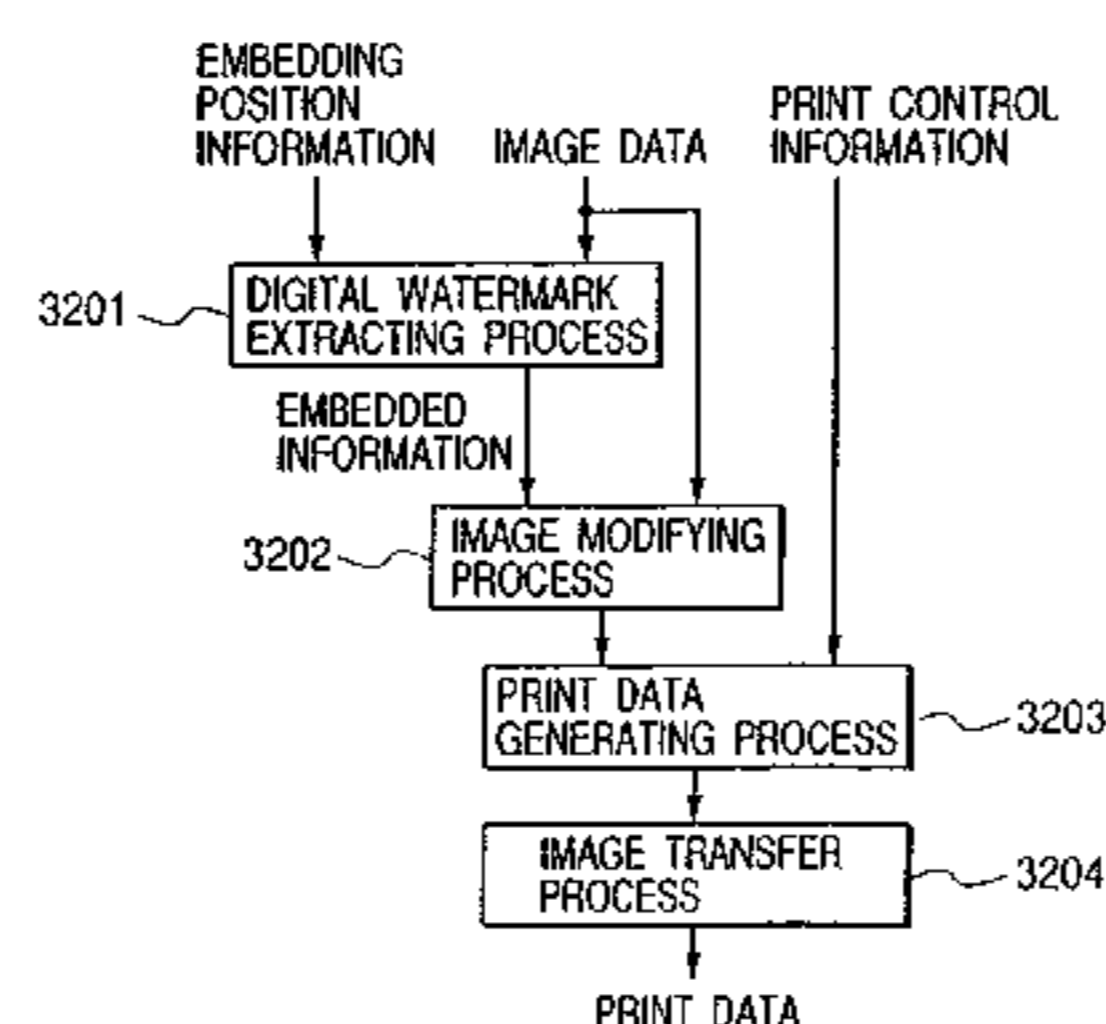 EMBEDDING
POSITION
INFORMATION
IMAGE DATA
PRINT CONTROL
INFORMATION
3201
DIGITAL WATERMARK
EXTRACTING PROCESS
EMBEDDED
INFORMATION
3202
IMAGE MODIFYING
PROCESS
PRINT DATA
GENERATING PROCESS
3203
IMAGE TRANSFER
PROCESS
3204
PRINT DATA